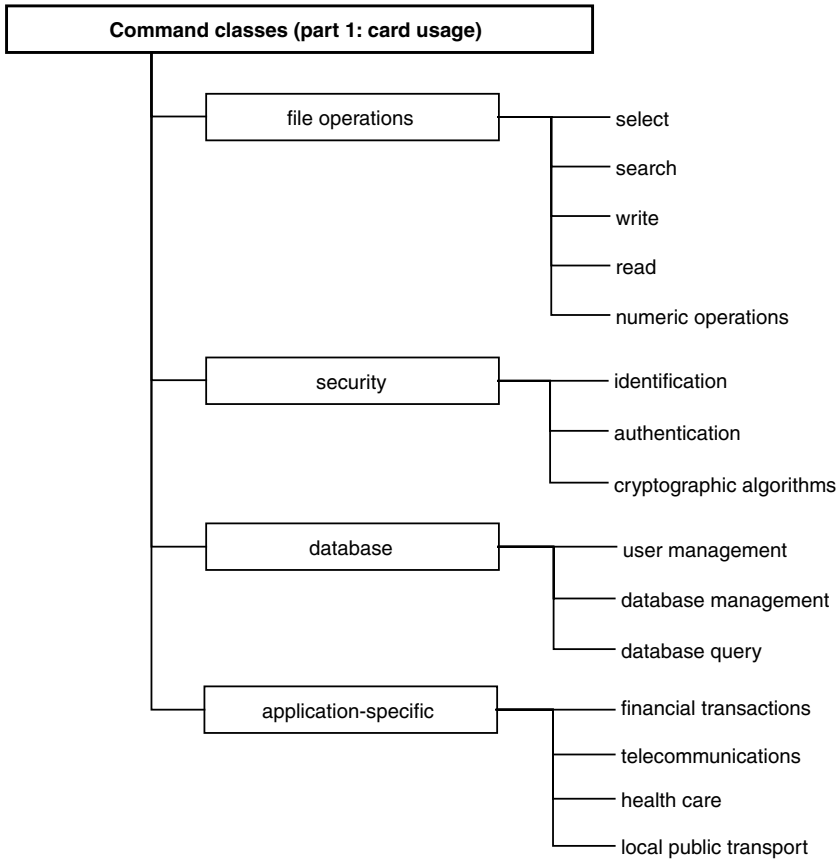 Command classes (part 1: card usage)
file operations
select
search
write
read
numeric operations
security
identification
authentication
cryptographic algorithms
database
user management
database management
database query
application-specific
financial transactions
telecommunications
health care
local public transport